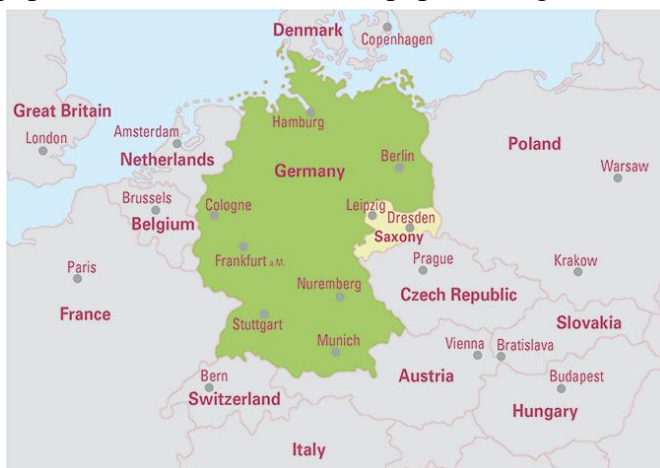 Denmark
Copenhagen
Great Britain
London
Amsterdam
Netherlands
Hamburg
Berlin
Poland
Warsaw
Germany
Brussels
Belgium
Cologne
Leipzig
Dresden
Saxony
Paris
Frankfurt a.M.
Prague
Krakow
France
Nuremberg
Czech Republic
Stuttgart
Slovakia
Munich
Vienna
Bratislava
Bern
Switzerland
Austria
Budapest
Hungary
Italy